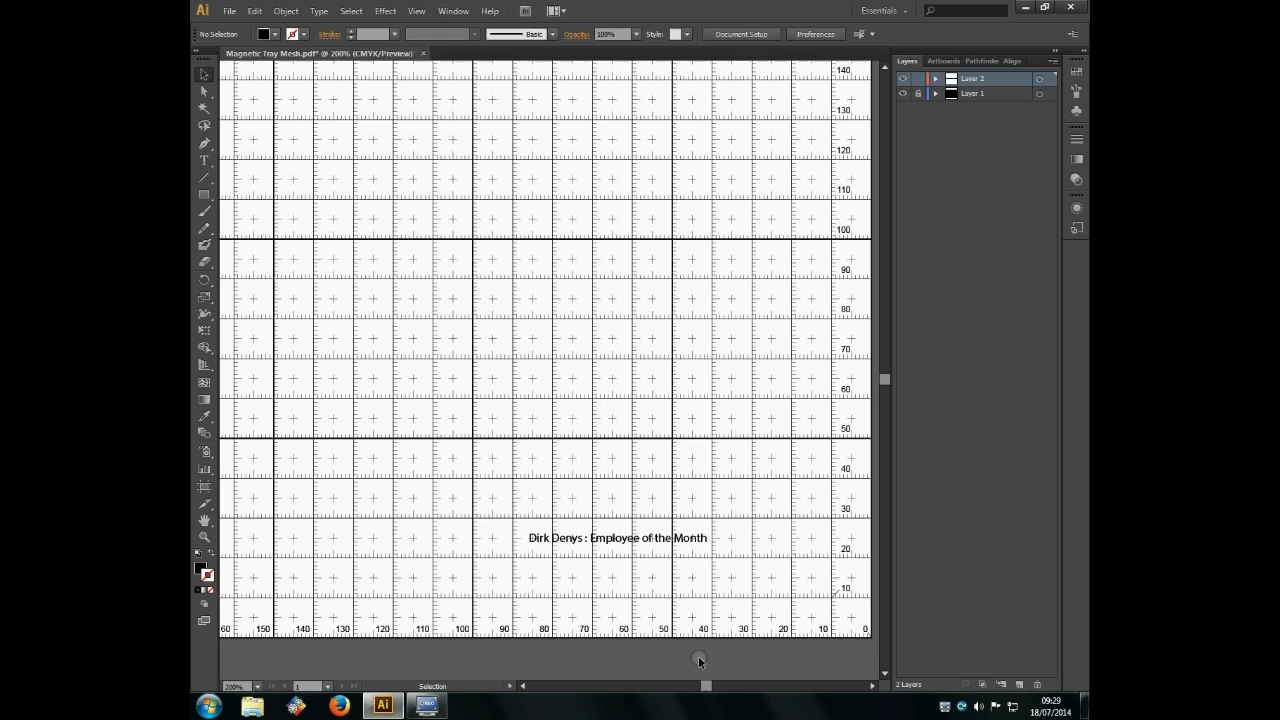 Ai File Edit Object Type Select Effect View Window Help Br Essentials
No Selection Stroke: Basic Opacity: 100% Style: Document Setup Preferences
Magnetic Tray Mesh.pdf* @ 200% (CMYK/Preview) ×
Layers Artboards Pathfinder Align
Layer 2
Layer 1
140
130
120
110
100
90
80
70
60
50
40
30
Dirk Denys : Employee of the Month
20
10
60 150 140 130 120 110 100 90 80 70 60 50 40 30 20 10 0
200% 1 Selection 2 Layers
Ai 09:29
18/07/2014